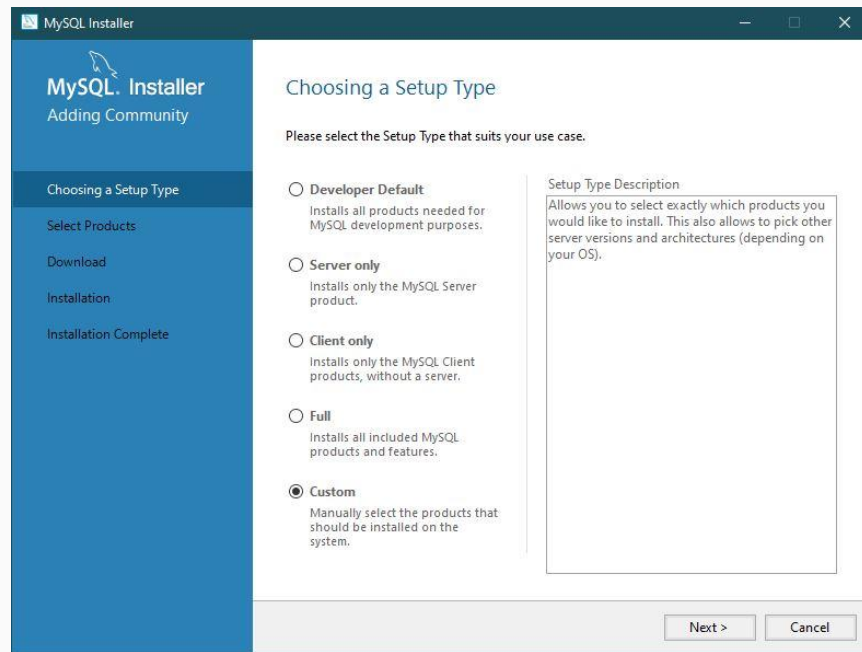 MySQL Installer
MySQL. Installer
Adding Community
Choosing a Setup Type
Select Products
Download
Installation
Installation Complete
Choosing a Setup Type
Please select the Setup Type that suits your use case.
Developer Default
Installs all products needed for
MySQL development purposes.
Server only
Installs only the MySQL Server
product.
Client only
Installs only the MySQL Client
products, without a server.
Full
Installs all included MySQL
products and features.
Custom
Manually select the products that
should be installed on the
system.
Setup Type Description
Allows you to select exactly which products you
would like to install. This also allows to pick other
server versions and architectures (depending on
your OS).
Next >
Cancel